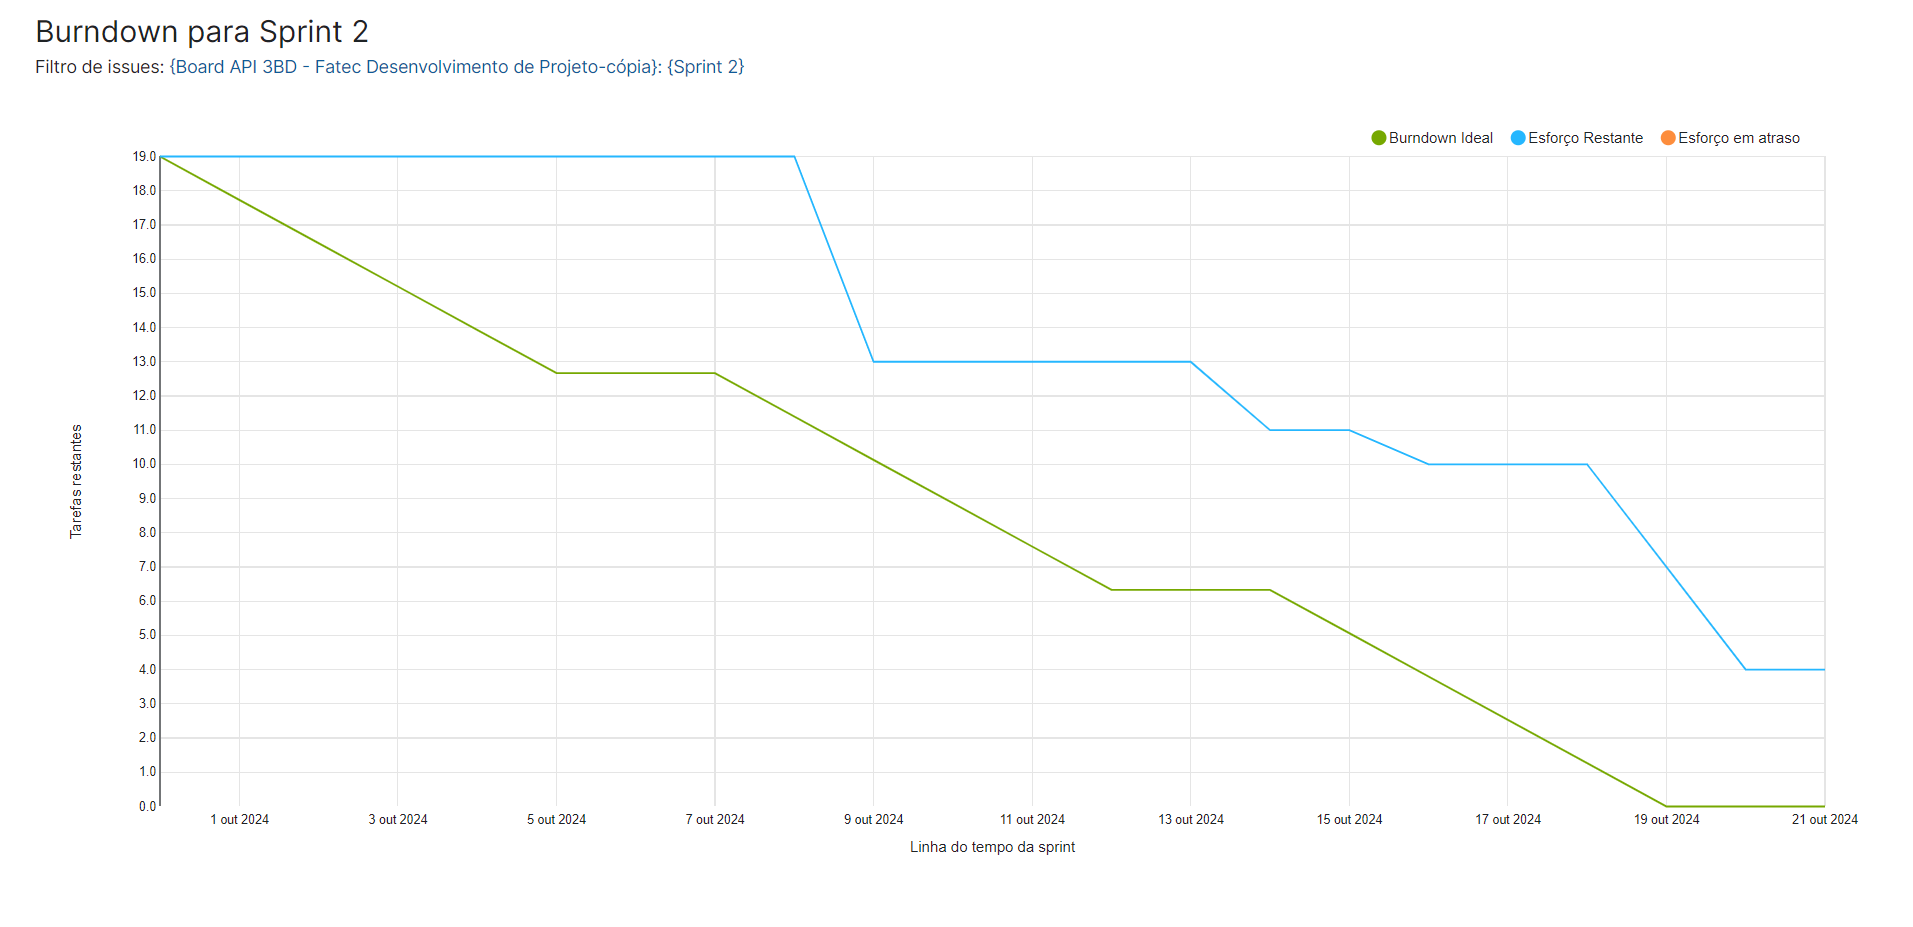 Burndown para Sprint 2
Filtro de issues: {Board API 3BD - Fatec Desenvolvimento de Projeto-cópia}: {Sprint 2}
Burndown Ideal
Esforço Restante
Esforço em atraso
19.0
18.0
17.0
16.0
15.0
14.0
13.0
12.0
11.0
10.0
9.0
8.0
7.0
6.0
5.0
4.0
3.0
2.0
1.0
0.0
Tarefas restantes
1 out 2024
3 out 2024
5 out 2024
7 out 2024
9 out 2024
11 out 2024
13 out 2024
15 out 2024
17 out 2024
19 out 2024
21 out 2024
Linha do tempo da sprint